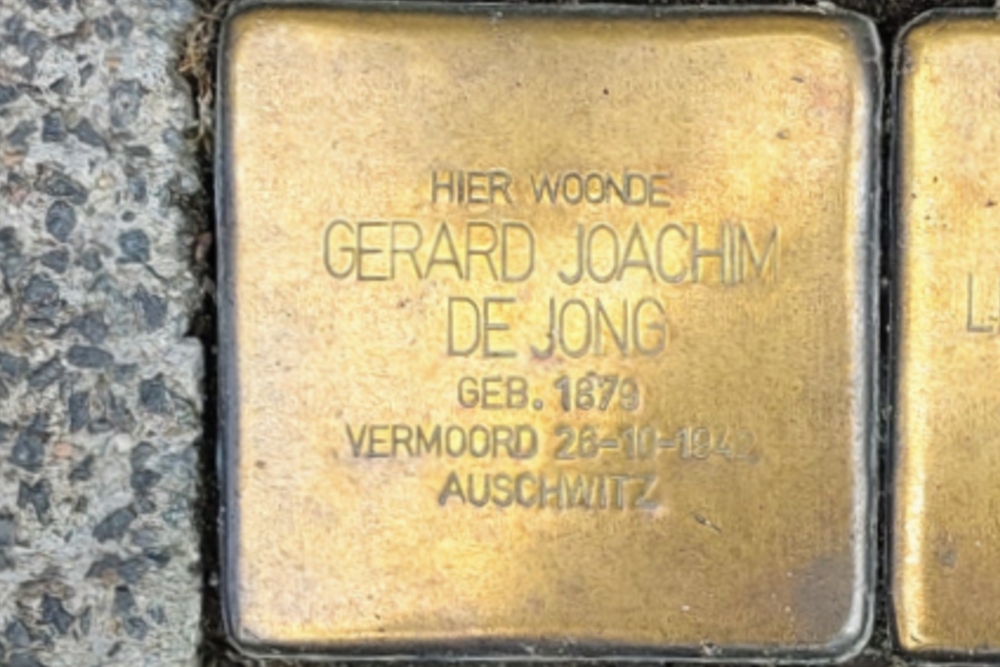 HIER WOONDE
GERARD JOACHIM
DE JONG
GEB. 1879
VERMOORD 26-10-1942
AUSCHWITZ